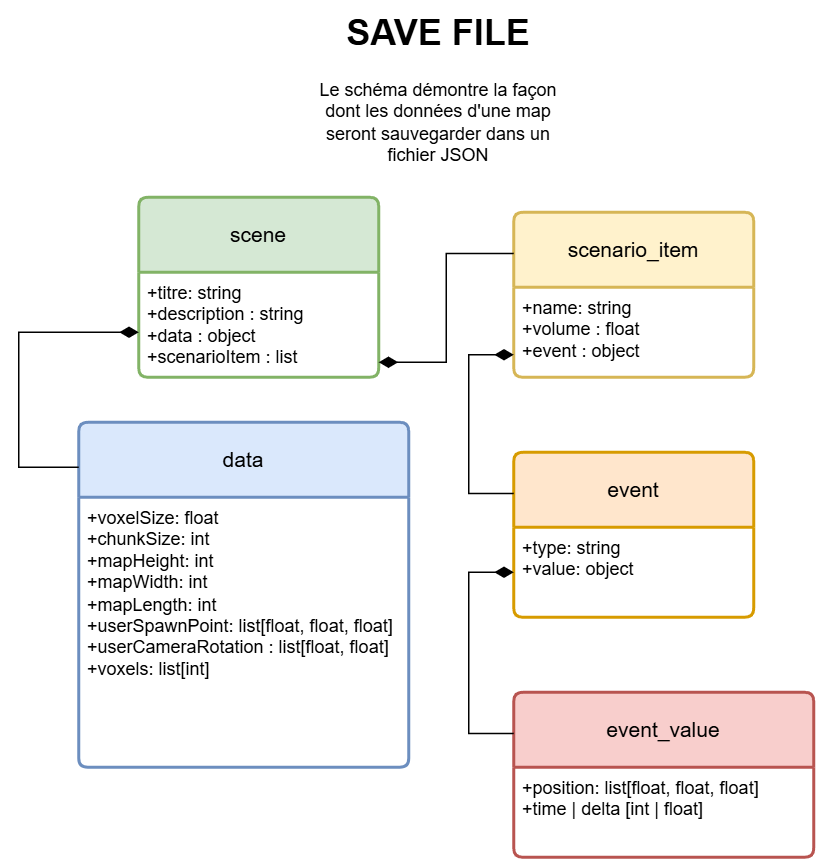 SAVE FILE
Le schéma démontre la façon
dont les données d'une map
seront sauvegarder dans un
fichier JSON
scene
+titre: string
+description : string
+data : object
+scenarioItem : list
scenario_item
+name: string
+volume : float
+event : object
data
+voxelSize: float
+chunkSize: int
+mapHeight: int
+mapWidth: int
+mapLength: int
+userSpawnPoint: list[float, float, float]
+userCameraRotation : list[float, float]
+voxels: list[int]
event
+type: string
+value: object
event_value
+position: list[float, float, float]
+time | delta [int | float]